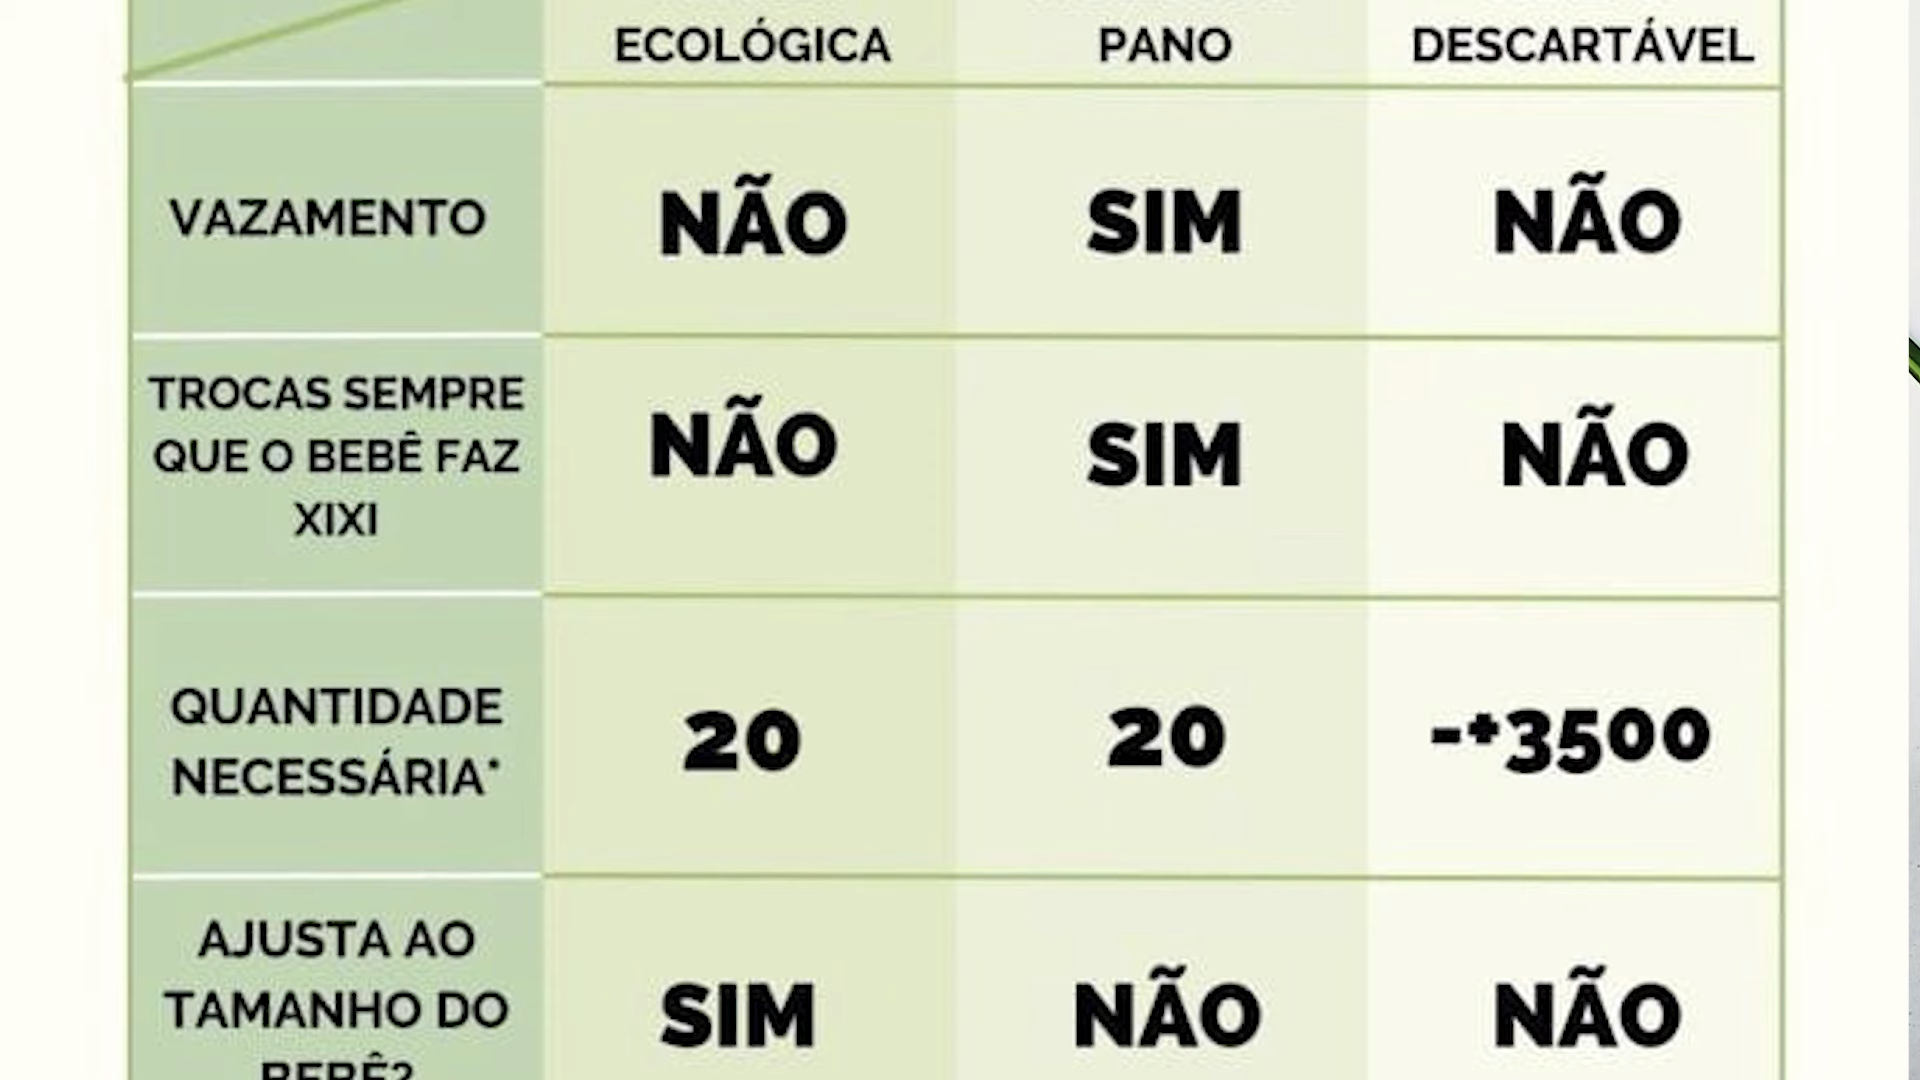 ECOLÓGICA PANO DESCARTÁVEL
VAZAMENTO NÃO SIM NÃO
TROCAS SEMPRE
QUE O BEBÊ FAZ
XIXI
NÃO SIM NÃO
QUANTIDADE
NECESSÁRIA*
20 20 -+3500
AJUSTA AO
TAMANHO DO
BEBÊ?
SIM NÃO NÃO